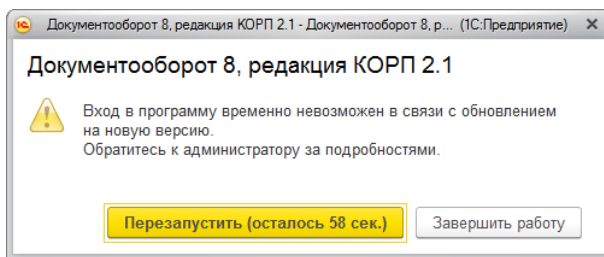 Документооборот 8, редакция КОРП 2.1 - Документооборот 8, р... (1С:Предприятие)
Документооборот 8, редакция КОРП 2.1
Вход в программу временно невозможен в связи с обновлением
на новую версию.
Обратитесь к администратору за подробностями.
Перезапустить (осталось 58 сек.) Завершить работу